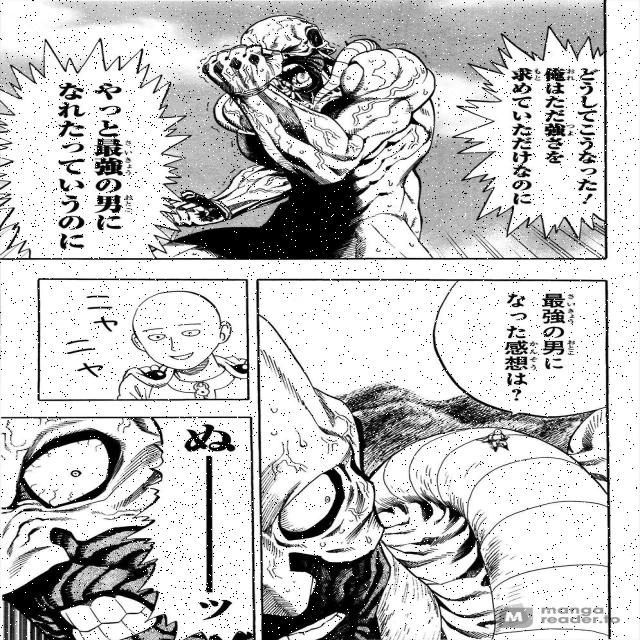 どうしてこうなった!
俺はただ強さを
求めていただけなのに
やっと最強の男に
なれたっていうのに
最強の男に
なった感想は?
ニヤ
ニヤ
ぬーッ
manga
reader.to